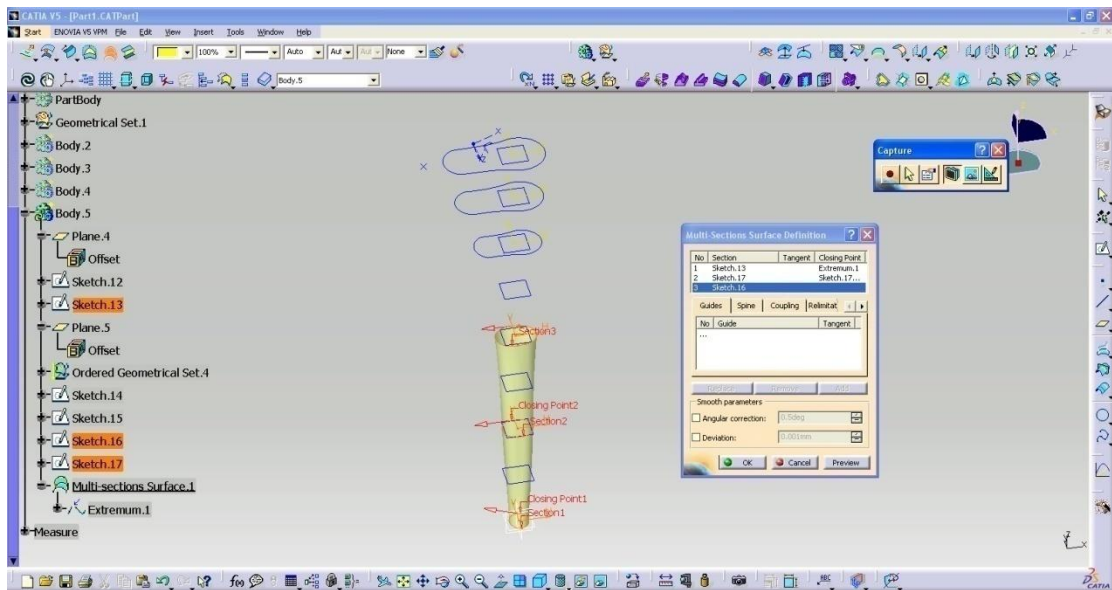 CATIA V5 - [Part1.CATPart]
Start ENOVIA V5 VPM File Edit View Insert Tools Window Help
100% Auto Aut Aut None
Body.5
PartBody
Geometrical Set.1
Body.2
Body.3
Body.4
Body.5
Plane.4
Offset
Sketch.12
Sketch.13
Plane.5
Offset
Ordered Geometrical Set.4
Sketch.14
Sketch.15
Sketch.16
Sketch.17
Multi-sections Surface.1
Extremum.1
Measure
X
X
Section3
Closing Point2
Section2
Closing Point1
Section1
Capture
Multi-Sections Surface Definition
No Section Tangent Closing Point
1 Sketch.13 Extremum.1
2 Sketch.17 Sketch.17...
3 Sketch.16
Guides Spine Coupling Relimitat
No Guide Tangent
...
Replace Remove Add
Smooth parameters
Angular correction: 0.5deg
Deviation: 0.001mm
OK Cancel Preview
z
x
f(x)
CATIA